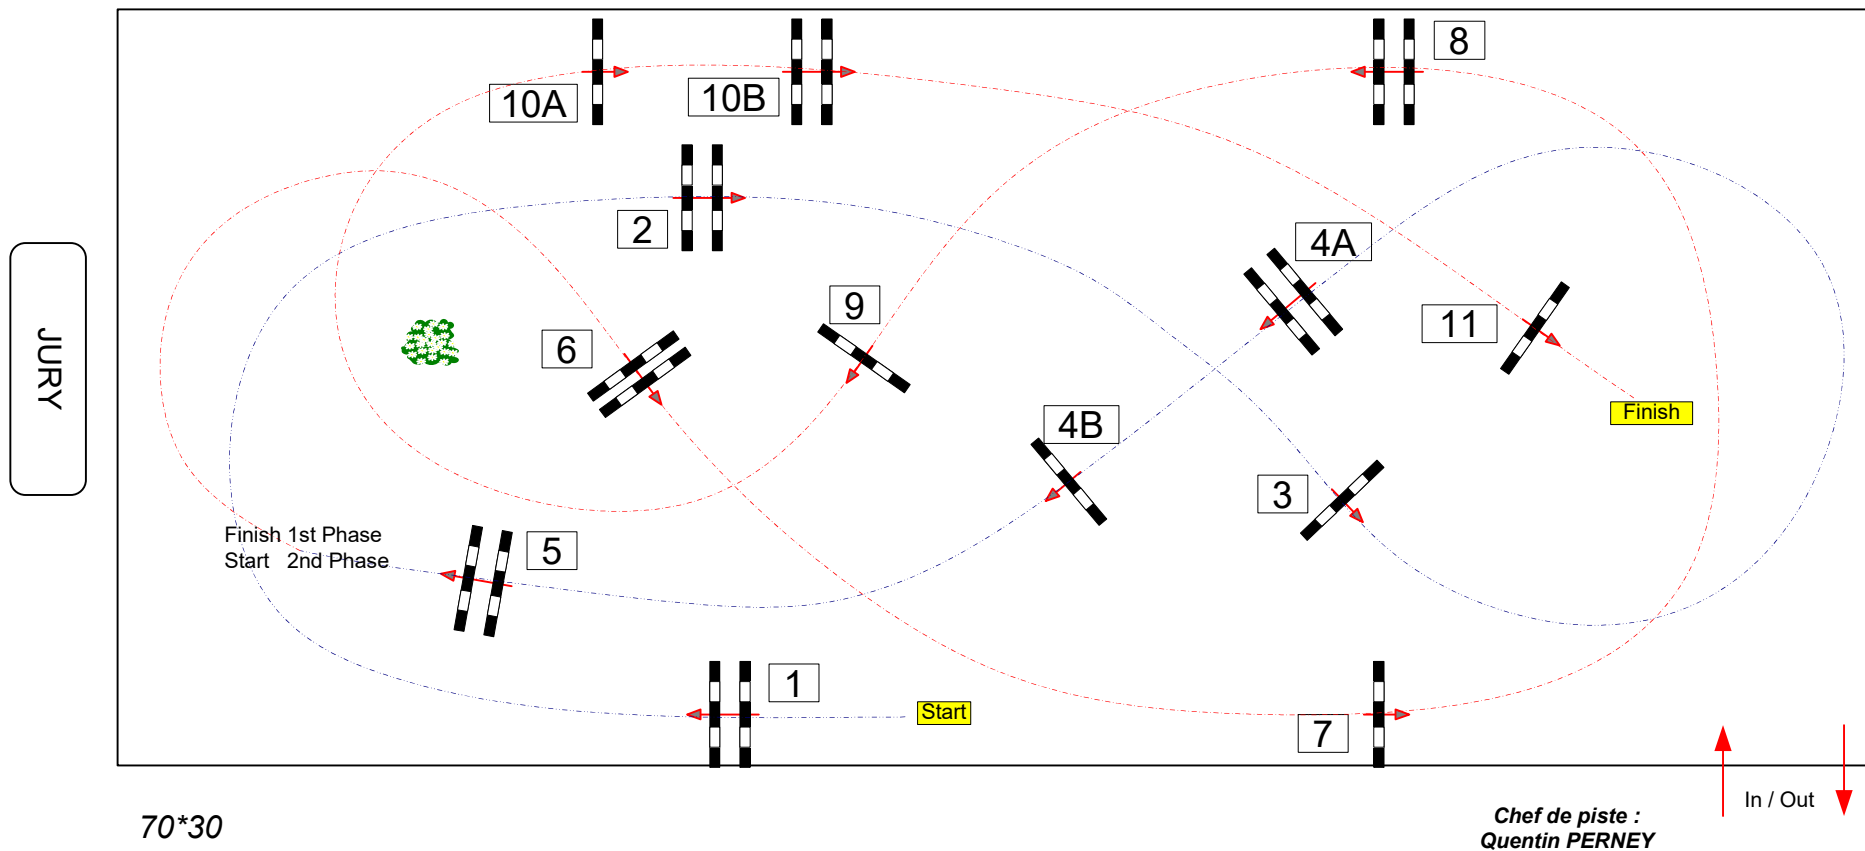 8
10A
10B
2
4A
9
11
6
JURY
Finish
4B
3
Finish 1st Phase
Start 2nd Phase
5
1
Start
7
In / Out
70*30
Chef de piste :
Quentin PERNEY